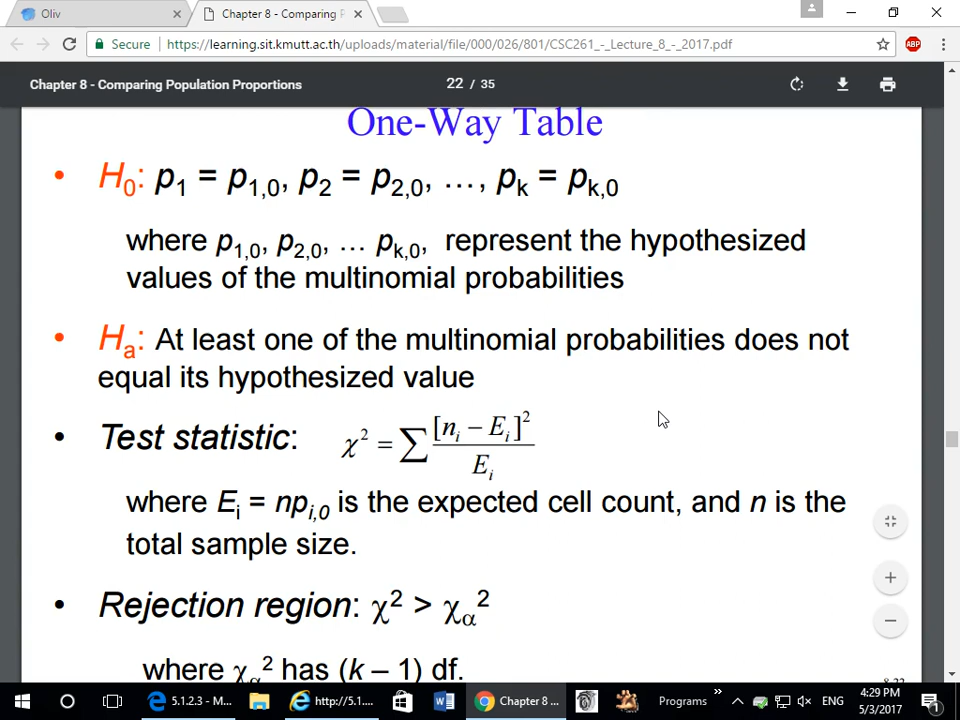 Oliv
Chapter 8 - Comparing P
Secure
https://learning.sit.kmutt.ac.th/uploads/material/file/000/026/801/CSC261_-_Lecture_8_-_2017.pdf
ABP
Chapter 8 - Comparing Population Proportions
22 / 35
One-Way Table
• H0: p1 = p1,0, p2 = p2,0, …, pk = pk,0
where p1,0, p2,0, … pk,0, represent the hypothesized
values of the multinomial probabilities
• Ha: At least one of the multinomial probabilities does not
equal its hypothesized value
• Test statistic: χ² = ∑ [ni − Ei]² / Ei
where Ei = npi,0 is the expected cell count, and n is the
total sample size.
• Rejection region: χ² > χα²
where χα² has (k – 1) df.
5.1.2.3 - M...
http://5.1....
Chapter 8 ...
Programs
ENG
4:29 PM
5/3/2017
1